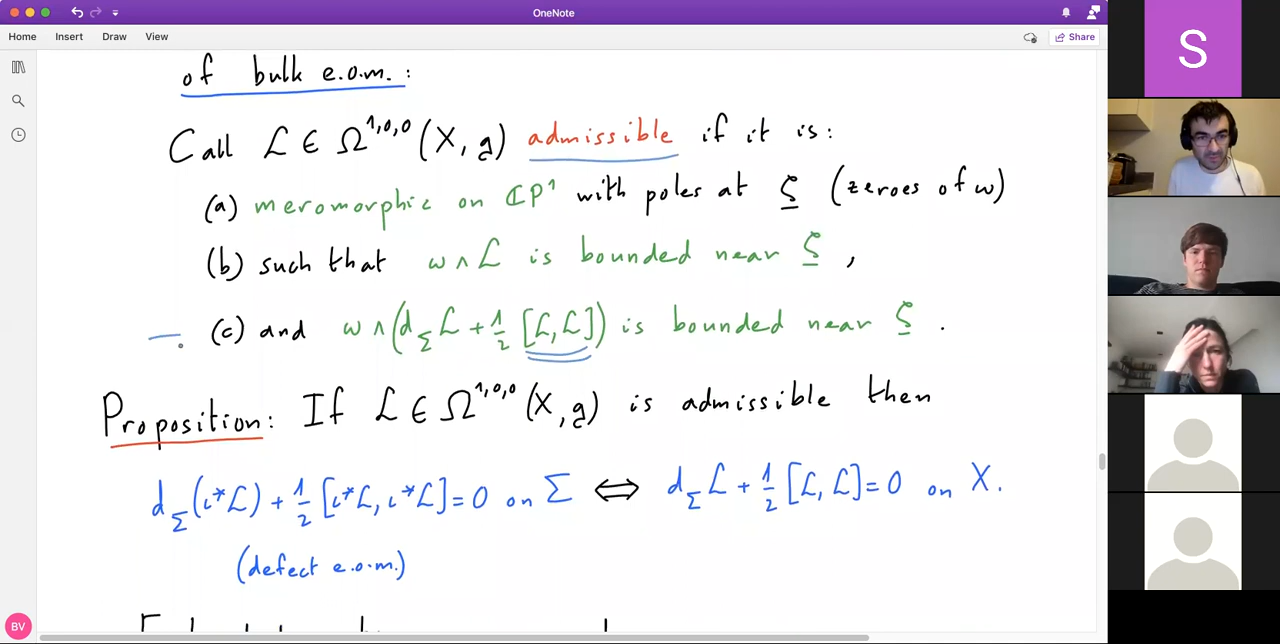 OneNote
Home Insert Draw View Share
of bulk e.o.m. :
Call ℒ ∈ Ω^{1,0,0}(X, g) admissible if it is:
(a) meromorphic on ℂP¹ with poles at ζ (zeroes of ω)
(b) such that ω ∧ ℒ is bounded near ζ,
(c) and ω ∧ (d_Σ ℒ + 1/2 [ℒ, ℒ]) is bounded near ζ.
Proposition: If ℒ ∈ Ω^{1,0,0}(X, g) is admissible then
d_Σ(ι*ℒ) + 1/2 [ι*ℒ, ι*ℒ] = 0 on Σ ⟺ d_Σ ℒ + 1/2 [ℒ, ℒ] = 0 on X.
(defect e.o.m.)
BV
S